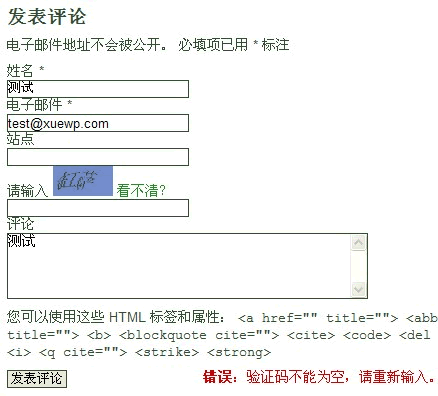 发表评论
电子邮件地址不会被公开。 必填项已用 * 标注
姓名 *
测试
电子邮件 *
test@xuewp.com
站点
请输入 看不清?
评论
测试
您可以使用这些 HTML 标签和属性: <a href="" title=""> <abb
title=""> <b> <blockquote cite=""> <cite> <code> <del
<i> <q cite=""> <strike> <strong>
发表评论 错误：验证码不能为空，请重新输入。